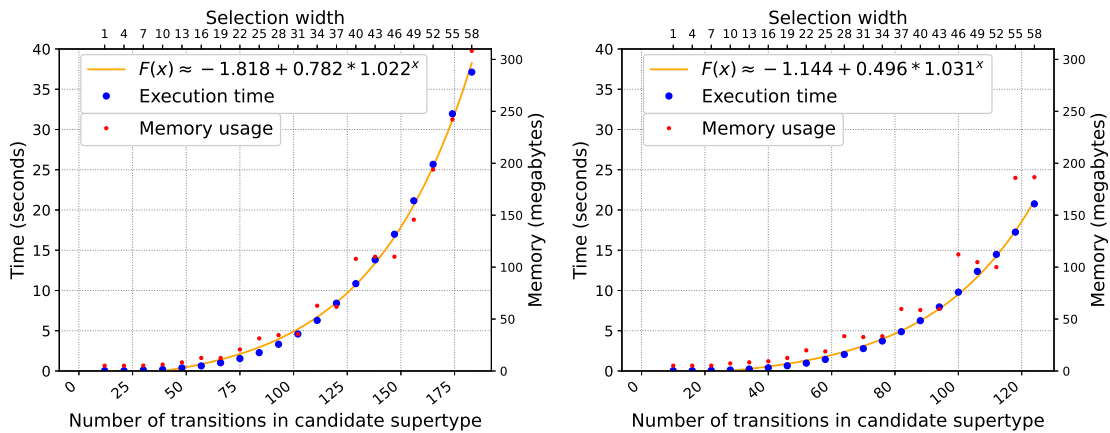 Selection width
1 4 7 10 13 16 19 22 25 28 31 34 37 40 43 46 49 52 55 58
F(x) ≈ −1.818 + 0.782 * 1.022^x
Execution time
Memory usage
40
35
30
25
20
15
10
5
0
Time (seconds)
300
250
200
150
100
50
0
Memory (megabytes)
0 25 50 75 100 125 150 175
Number of transitions in candidate supertype
Selection width
1 4 7 10 13 16 19 22 25 28 31 34 37 40 43 46 49 52 55 58
F(x) ≈ −1.144 + 0.496 * 1.031^x
Execution time
Memory usage
40
35
30
25
20
15
10
5
0
Time (seconds)
300
250
200
150
100
50
0
Memory (megabytes)
0 20 40 60 80 100 120
Number of transitions in candidate supertype